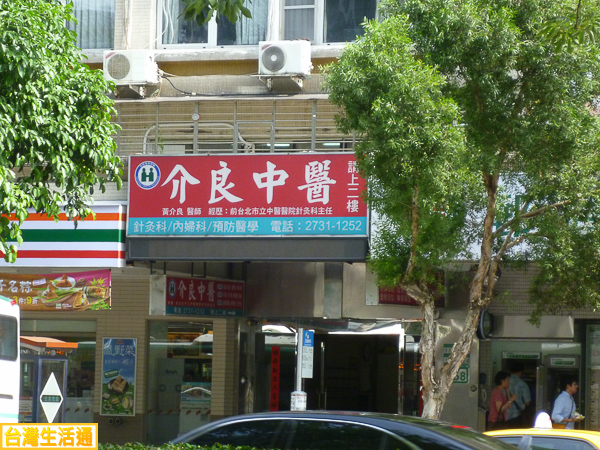 介良中醫
請上二樓
黃介良 醫師 經歷：前台北市立中醫醫院針灸科主任
針灸科/內婦科/預防醫學 電話：2731-1252
介良中醫
台灣生活通